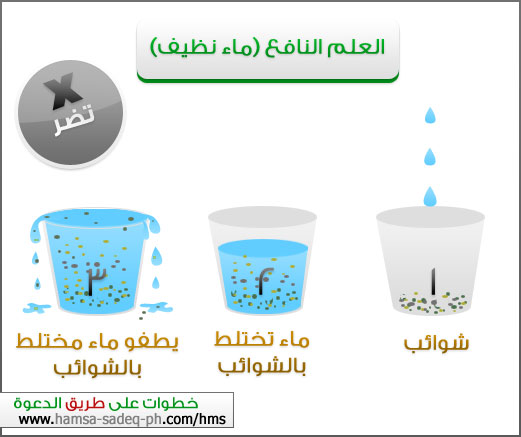 العلم النافع (ماء نظيف)
X
تضر
١
٢
٣
شوائب
ماء تختلط
بالشوائب
يطفو ماء مختلط
بالشوائب
خطوات على طريق الدعوة
www.hamsa-sadeq-ph.com/hms